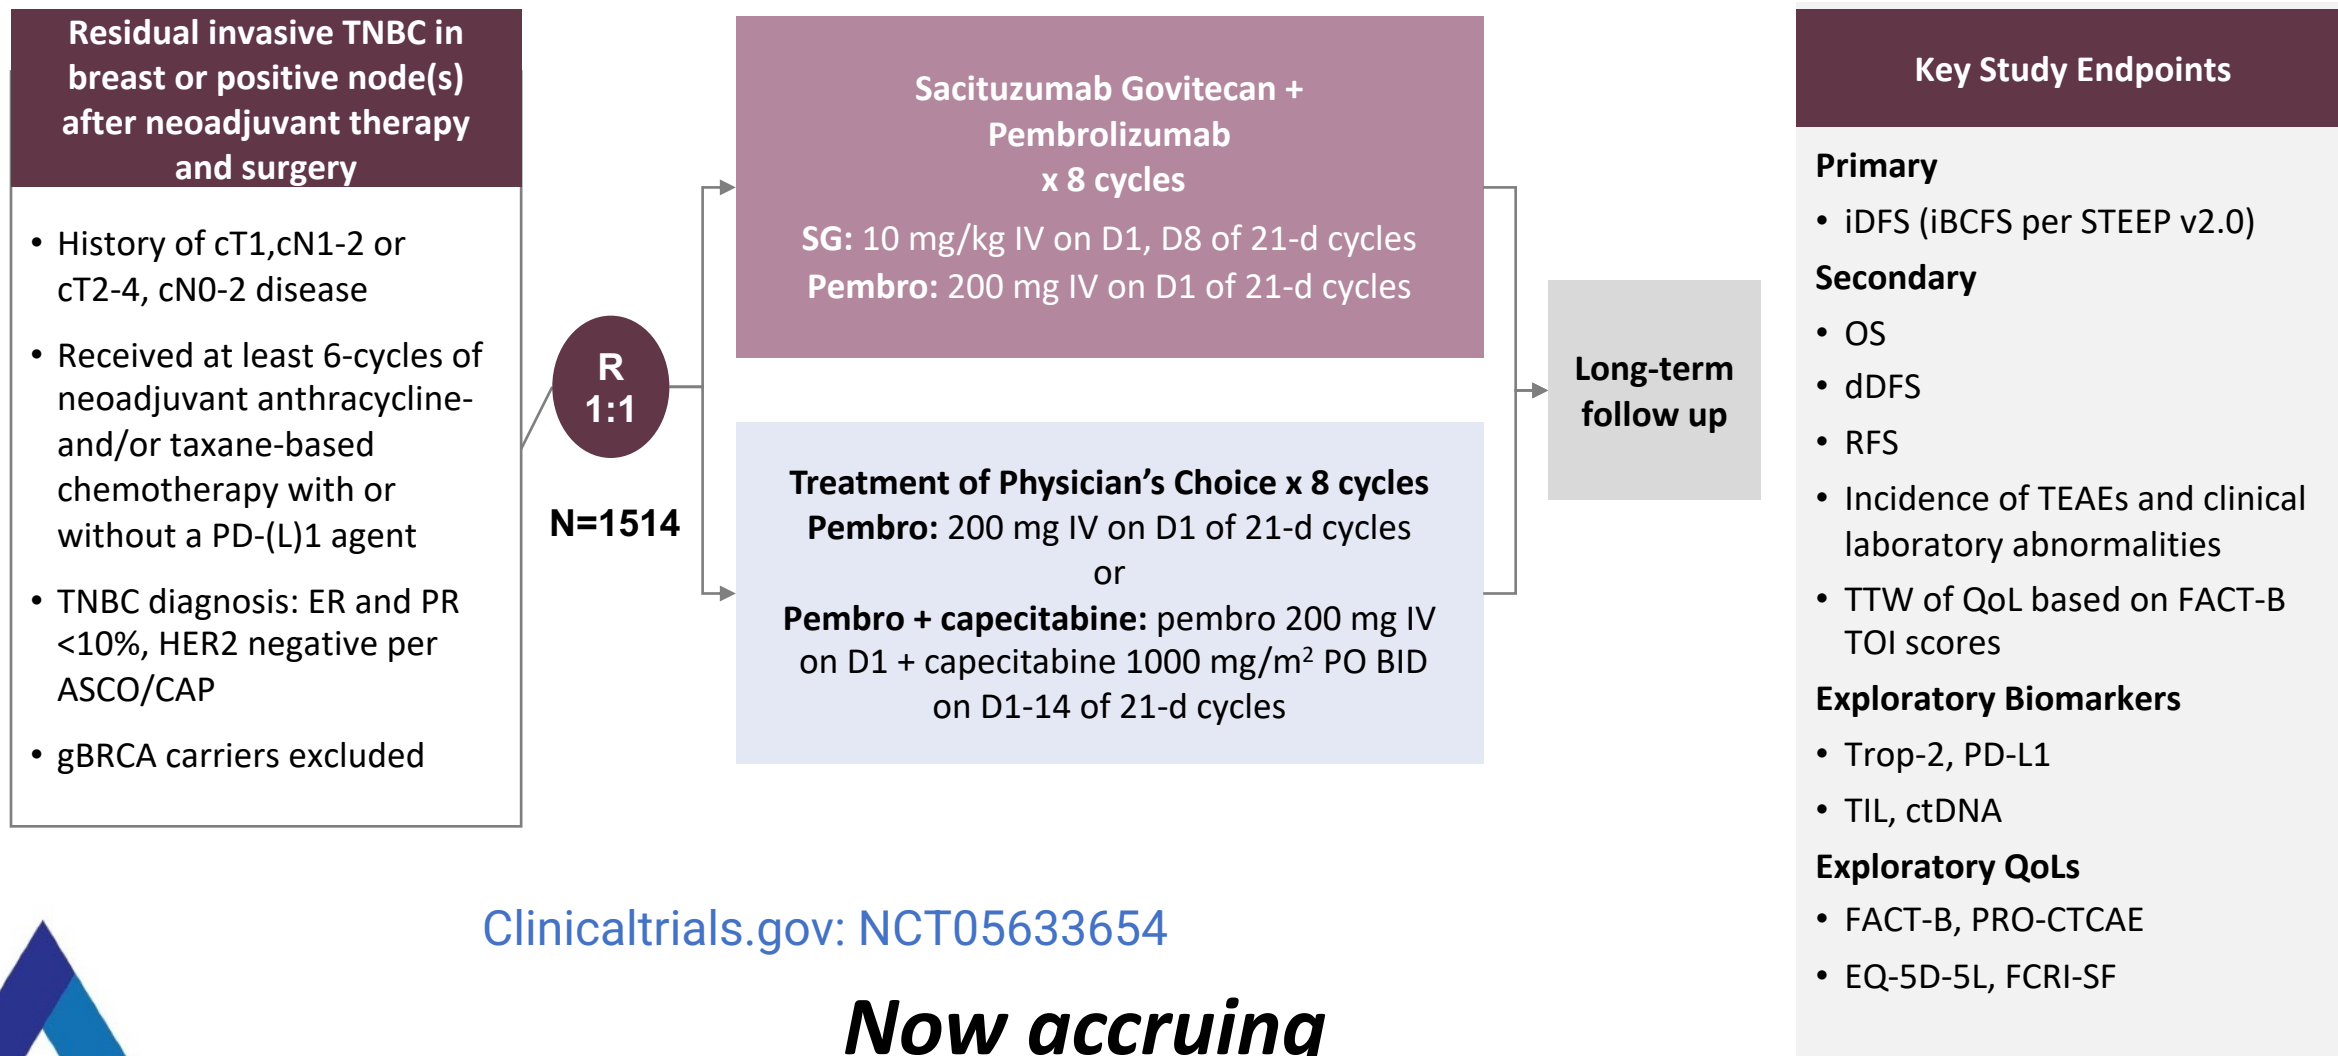 Residual invasive TNBC in
breast or positive node(s)
after neoadjuvant therapy
and surgery
• History of cT1,cN1-2 or
cT2-4, cN0-2 disease
• Received at least 6-cycles of
neoadjuvant anthracycline-
and/or taxane-based
chemotherapy with or
without a PD-(L)1 agent
• TNBC diagnosis: ER and PR
<10%, HER2 negative per
ASCO/CAP
• gBRCA carriers excluded
R
1:1
N=1514
Sacituzumab Govitecan +
Pembrolizumab
x 8 cycles
SG: 10 mg/kg IV on D1, D8 of 21-d cycles
Pembro: 200 mg IV on D1 of 21-d cycles
Treatment of Physician’s Choice x 8 cycles
Pembro: 200 mg IV on D1 of 21-d cycles
or
Pembro + capecitabine: pembro 200 mg IV
on D1 + capecitabine 1000 mg/m² PO BID
on D1-14 of 21-d cycles
Long-term
follow up
Key Study Endpoints
Primary
• iDFS (iBCFS per STEEP v2.0)
Secondary
• OS
• dDFS
• RFS
• Incidence of TEAEs and clinical
laboratory abnormalities
• TTW of QoL based on FACT-B
TOI scores
Exploratory Biomarkers
• Trop-2, PD-L1
• TIL, ctDNA
Exploratory QoLs
• FACT-B, PRO-CTCAE
• EQ-5D-5L, FCRI-SF
Clinicaltrials.gov: NCT05633654
Now accruing